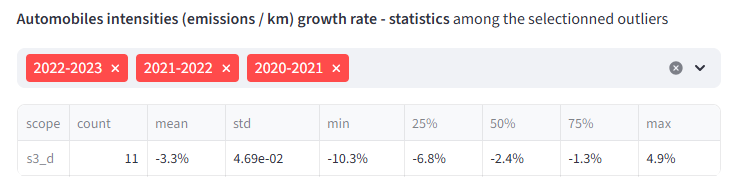 Automobiles intensities (emissions / km) growth rate - statistics among the selectionned outliers
2022-2023 × 2021-2022 × 2020-2021 ×
scope count mean std min 25% 50% 75% max
s3_d 11 -3.3% 4.69e-02 -10.3% -6.8% -2.4% -1.3% 4.9%